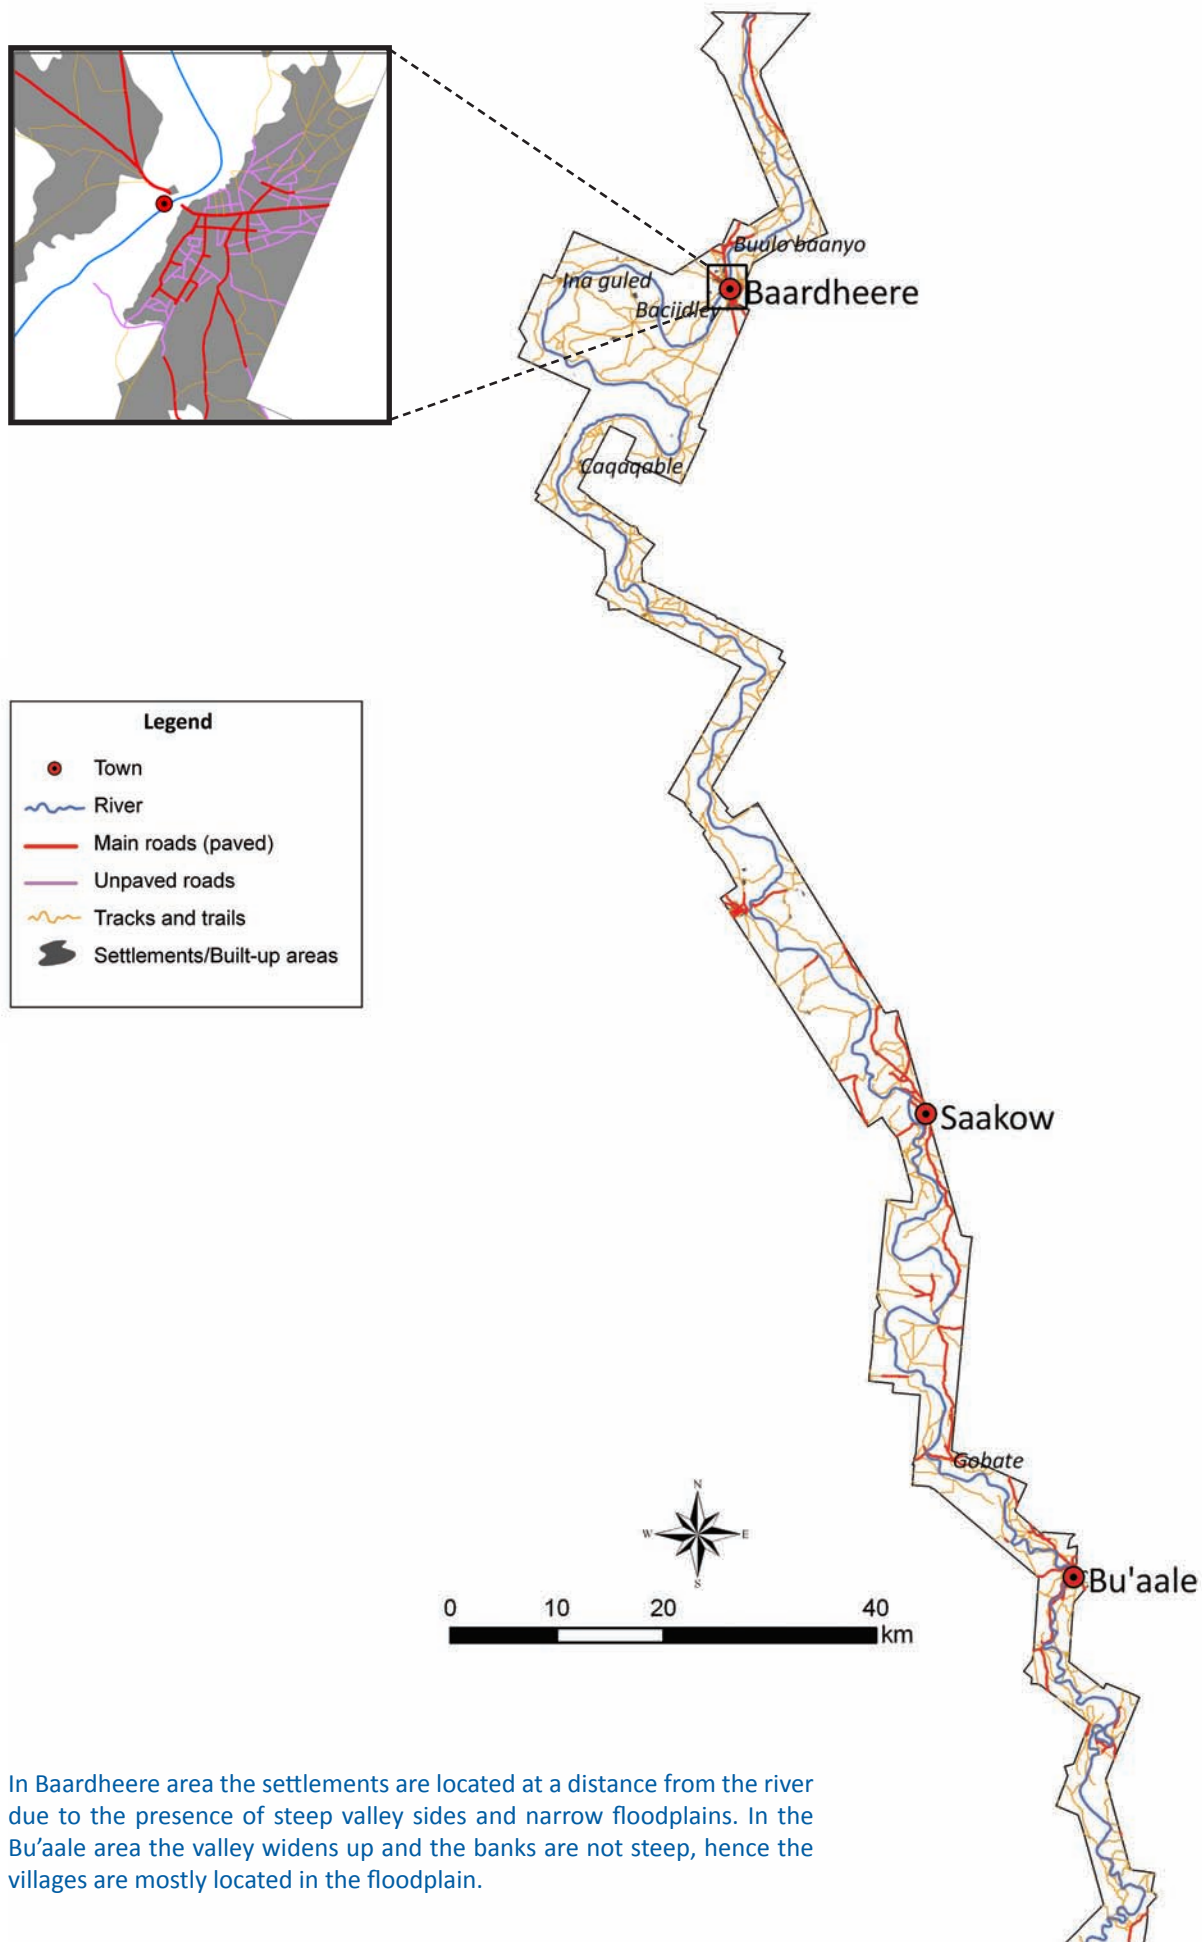 Buulo baanyo
Ina guled
Baardheere
Bacijdley
Caqaqable
Legend
Town
River
Main roads (paved)
Unpaved roads
Tracks and trails
Settlements/Built-up areas
Saakow
Gobate
N
W
E
S
Bu'aale
0 10 20 40
km
In Baardheere area the settlements are located at a distance from the river
due to the presence of steep valley sides and narrow floodplains. In the
Bu’aale area the valley widens up and the banks are not steep, hence the
villages are mostly located in the floodplain.